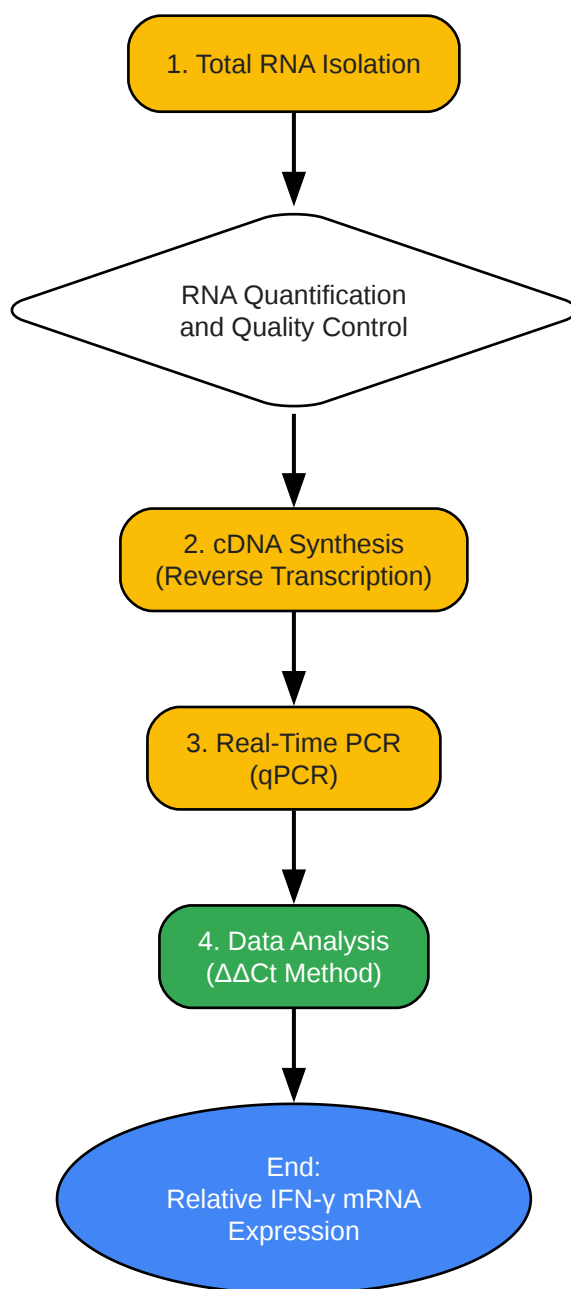 1. Total RNA Isolation
RNA Quantification
and Quality Control
2. cDNA Synthesis
(Reverse Transcription)
3. Real-Time PCR
(qPCR)
4. Data Analysis
(ΔΔCt Method)
End:
Relative IFN-γ mRNA
Expression